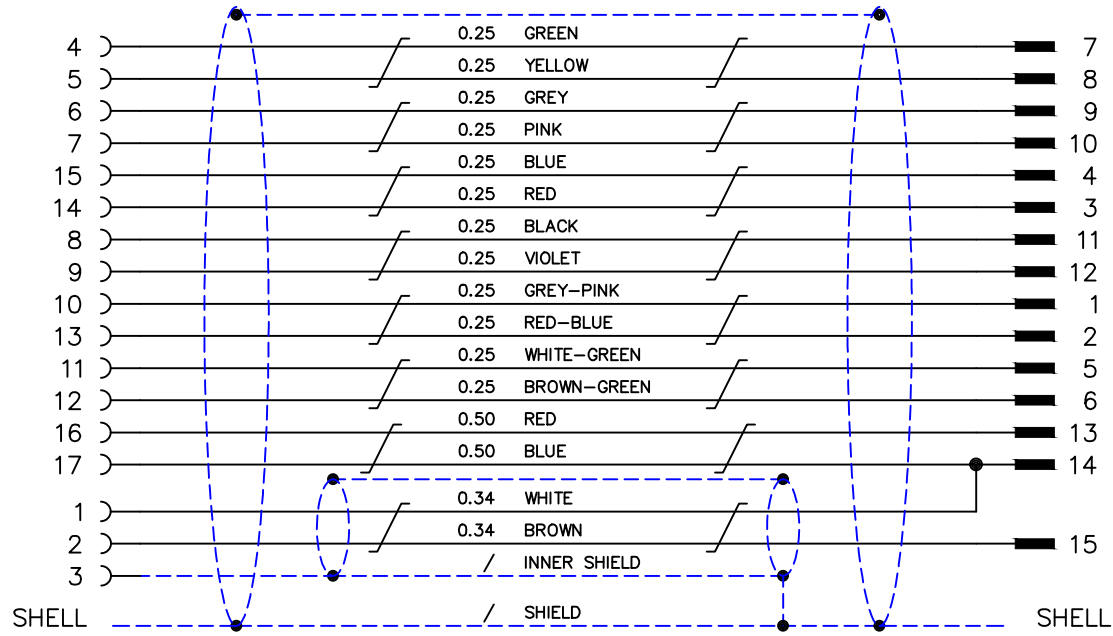 4 0.25 GREEN 7
5 0.25 YELLOW 8
6 0.25 GREY 9
7 0.25 PINK 10
15 0.25 BLUE 4
14 0.25 RED 3
8 0.25 BLACK 11
9 0.25 VIOLET 12
10 0.25 GREY-PINK 1
13 0.25 RED-BLUE 2
11 0.25 WHITE-GREEN 5
12 0.25 BROWN-GREEN 6
16 0.50 RED 13
17 0.50 BLUE 14
1 0.34 WHITE
2 0.34 BROWN 15
3 / INNER SHIELD
SHELL / SHIELD SHELL